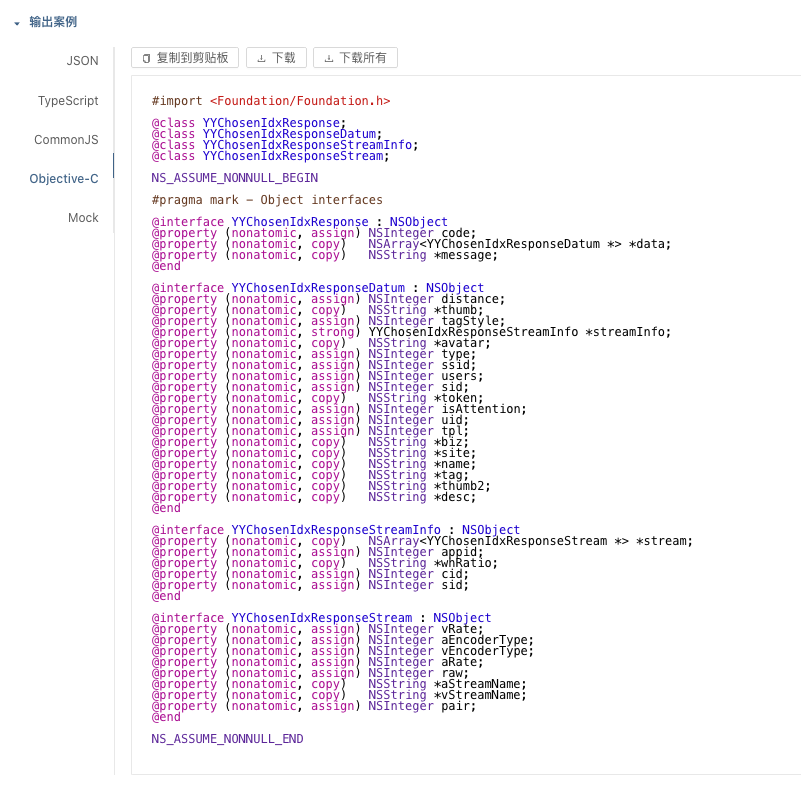 输出案例
JSON
TypeScript
CommonJS
Objective-C
Mock
复制到剪贴板 下载 下载所有
#import <Foundation/Foundation.h>
@class YYChosenIdxResponse;
@class YYChosenIdxResponseDatum;
@class YYChosenIdxResponseStreamInfo;
@class YYChosenIdxResponseStream;
NS_ASSUME_NONNULL_BEGIN
#pragma mark - Object interfaces
@interface YYChosenIdxResponse : NSObject
@property (nonatomic, assign) NSInteger code;
@property (nonatomic, copy)   NSArray<YYChosenIdxResponseDatum *> *data;
@property (nonatomic, copy)   NSString *message;
@end
@interface YYChosenIdxResponseDatum : NSObject
@property (nonatomic, assign) NSInteger distance;
@property (nonatomic, copy)   NSString *thumb;
@property (nonatomic, assign) NSInteger tagStyle;
@property (nonatomic, strong) YYChosenIdxResponseStreamInfo *streamInfo;
@property (nonatomic, copy)   NSString *avatar;
@property (nonatomic, assign) NSInteger type;
@property (nonatomic, assign) NSInteger ssid;
@property (nonatomic, assign) NSInteger users;
@property (nonatomic, assign) NSInteger sid;
@property (nonatomic, copy)   NSString *token;
@property (nonatomic, assign) NSInteger isAttention;
@property (nonatomic, assign) NSInteger uid;
@property (nonatomic, assign) NSInteger tpl;
@property (nonatomic, copy)   NSString *biz;
@property (nonatomic, copy)   NSString *site;
@property (nonatomic, copy)   NSString *name;
@property (nonatomic, copy)   NSString *tag;
@property (nonatomic, copy)   NSString *thumb2;
@property (nonatomic, copy)   NSString *desc;
@end
@interface YYChosenIdxResponseStreamInfo : NSObject
@property (nonatomic, copy)   NSArray<YYChosenIdxResponseStream *> *stream;
@property (nonatomic, assign) NSInteger appid;
@property (nonatomic, copy)   NSString *whRatio;
@property (nonatomic, assign) NSInteger cid;
@property (nonatomic, assign) NSInteger sid;
@end
@interface YYChosenIdxResponseStream : NSObject
@property (nonatomic, assign) NSInteger vRate;
@property (nonatomic, assign) NSInteger aEncoderType;
@property (nonatomic, assign) NSInteger vEncoderType;
@property (nonatomic, assign) NSInteger aRate;
@property (nonatomic, assign) NSInteger raw;
@property (nonatomic, copy)   NSString *aStreamName;
@property (nonatomic, copy)   NSString *vStreamName;
@property (nonatomic, assign) NSInteger pair;
@end
NS_ASSUME_NONNULL_END